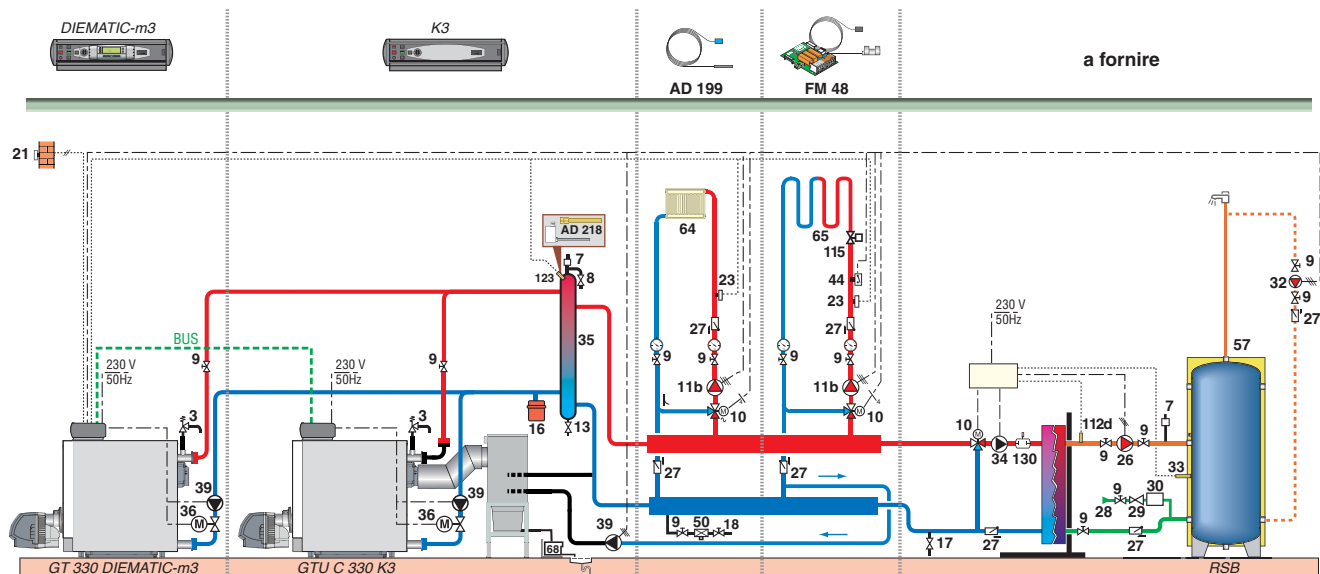 DIEMATIC-m3
K3
AD 199
FM 48
a fornire
21
AD 218
7
123
8
64
65
115
23
44
23
27
27
9
32
9
27
230 V
50Hz
BUS
9
9
35
9
9
9
9
57
230 V
50Hz
230 V
50Hz
11b
11b
3
3
16
13
M
10
M
10
M
10
112d
7
34
130
9
26
9
27
27
33
39
39
36
M
36
M
9
30
28
29
39
68
9
50
18
17
27
9
27
GT 330 DIEMATIC-m3
GTU C 330 K3
RSB